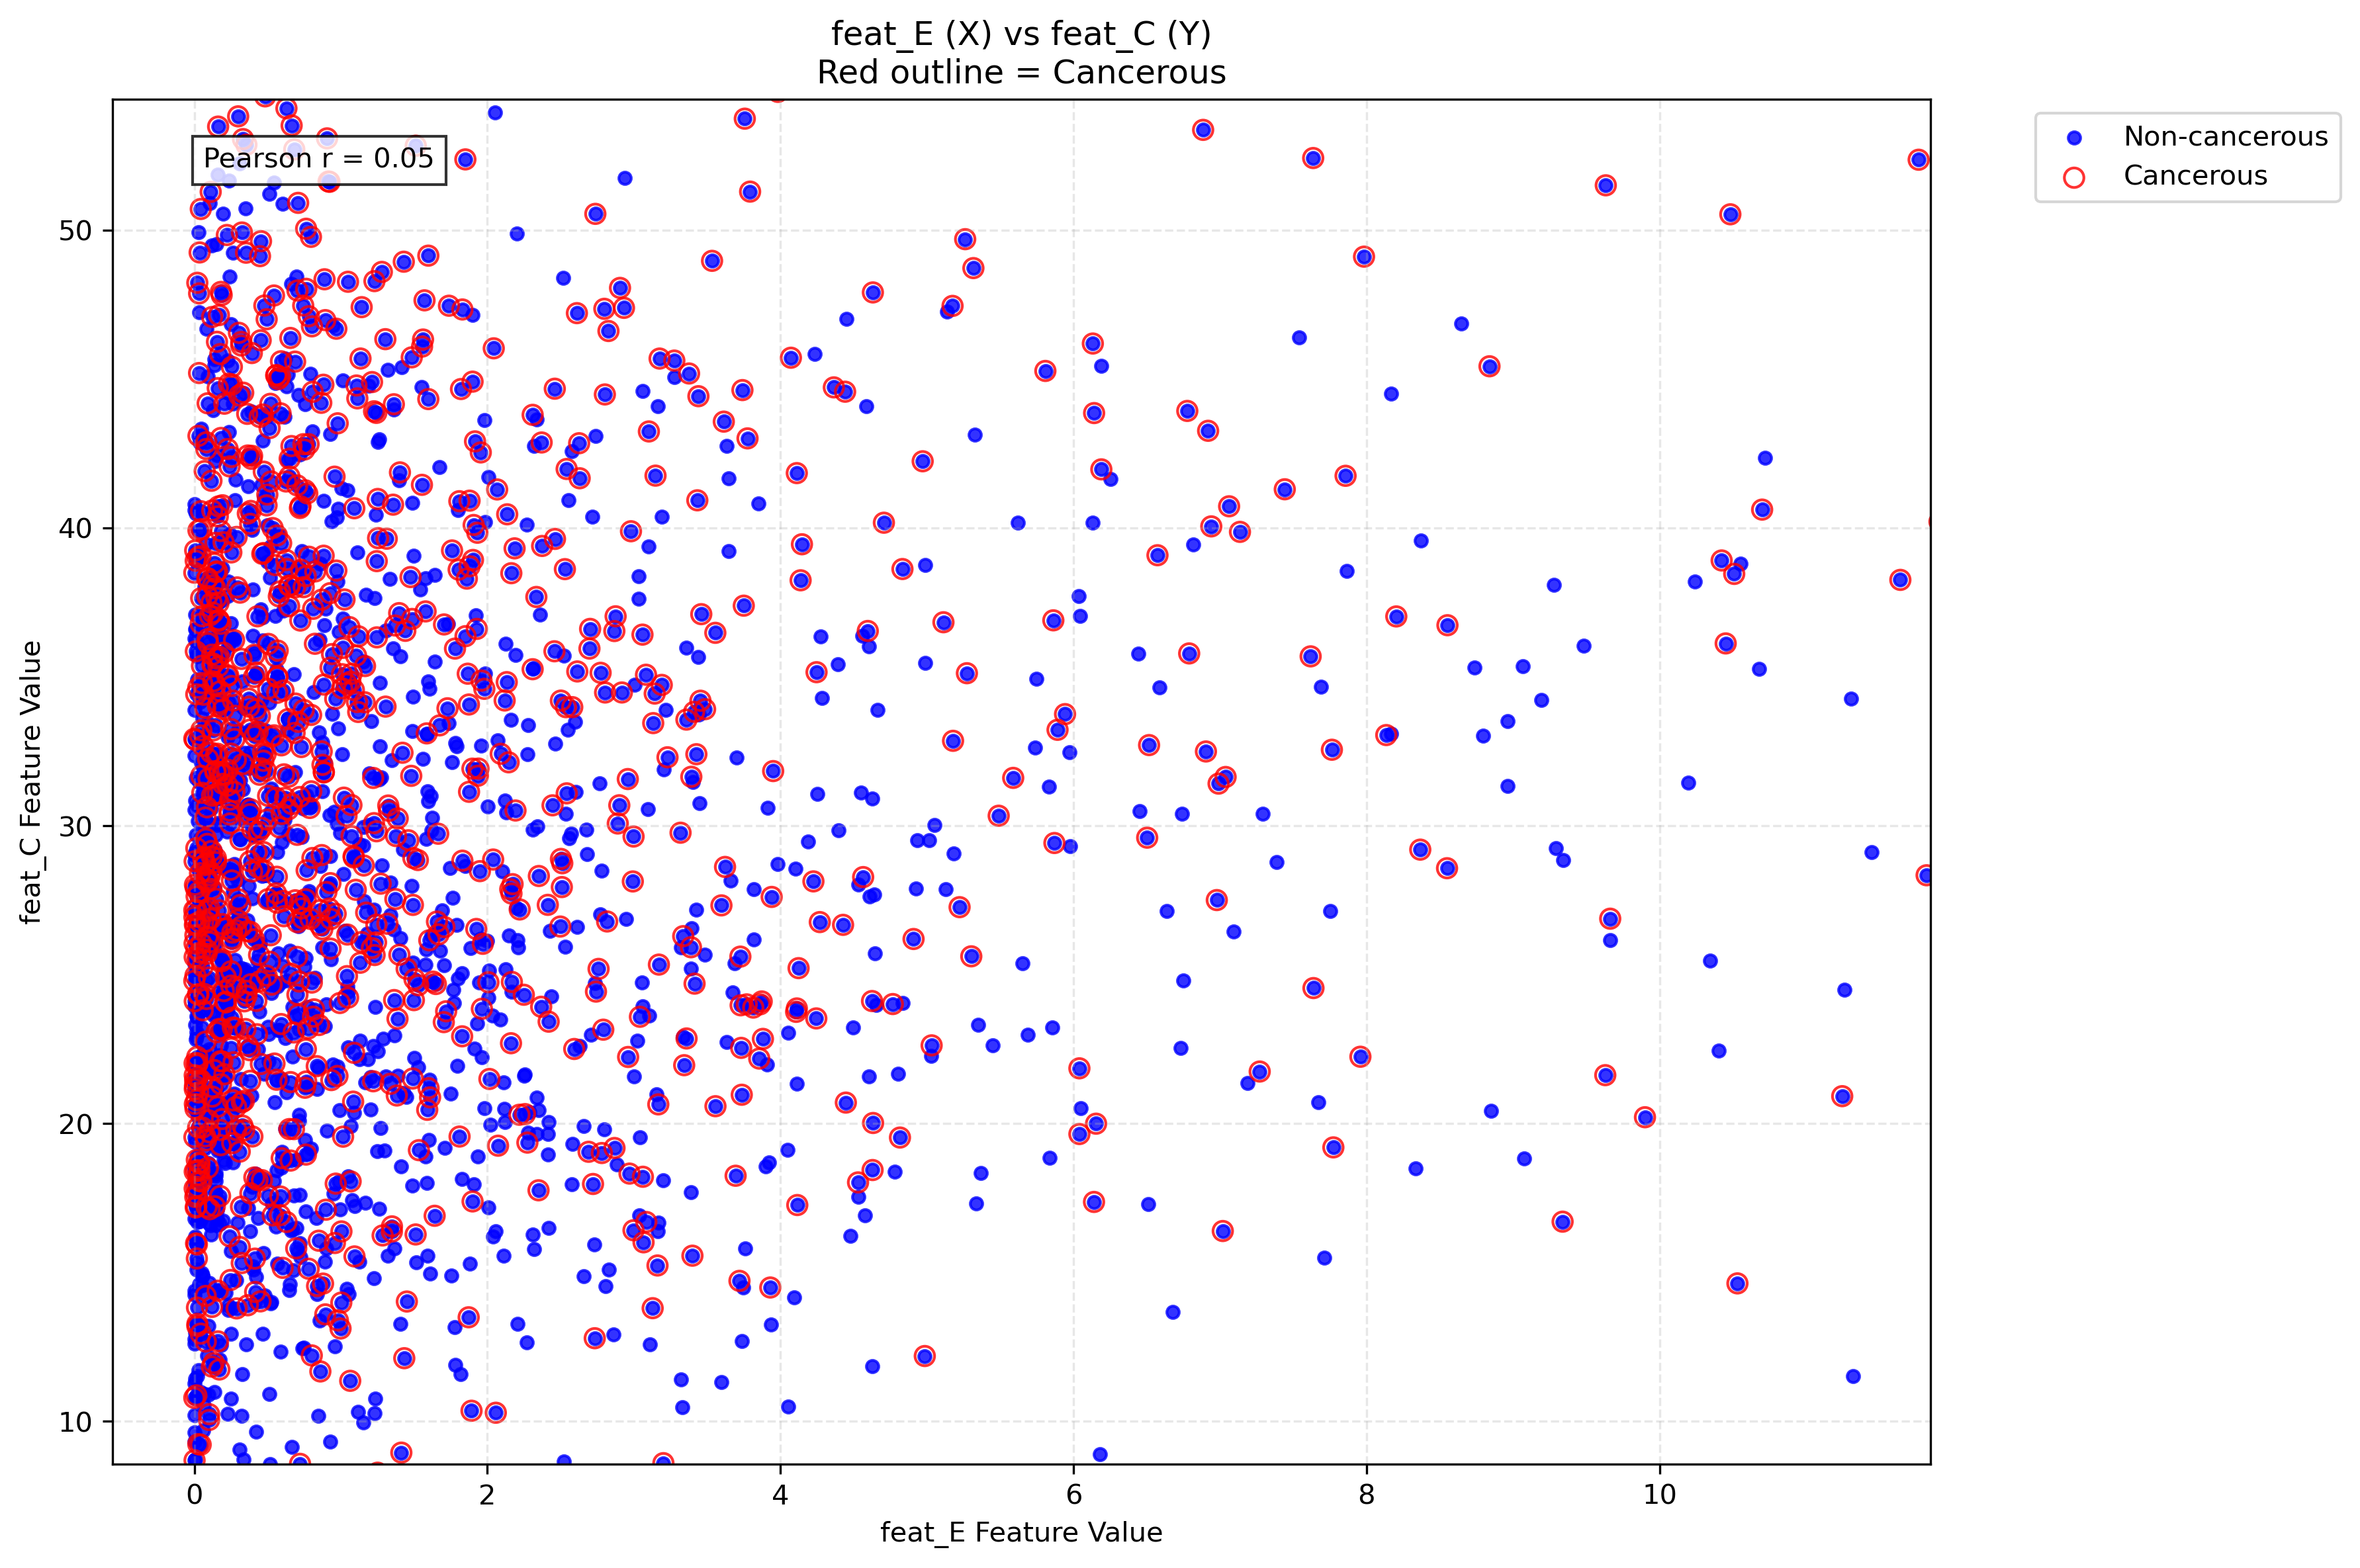 feat_E (X) vs feat_C (Y)
Red outline = Cancerous
Pearson r = 0.05
Non-cancerous
Cancerous
50
40
30
20
10
feat_C Feature Value
0
2
4
6
8
10
feat_E Feature Value